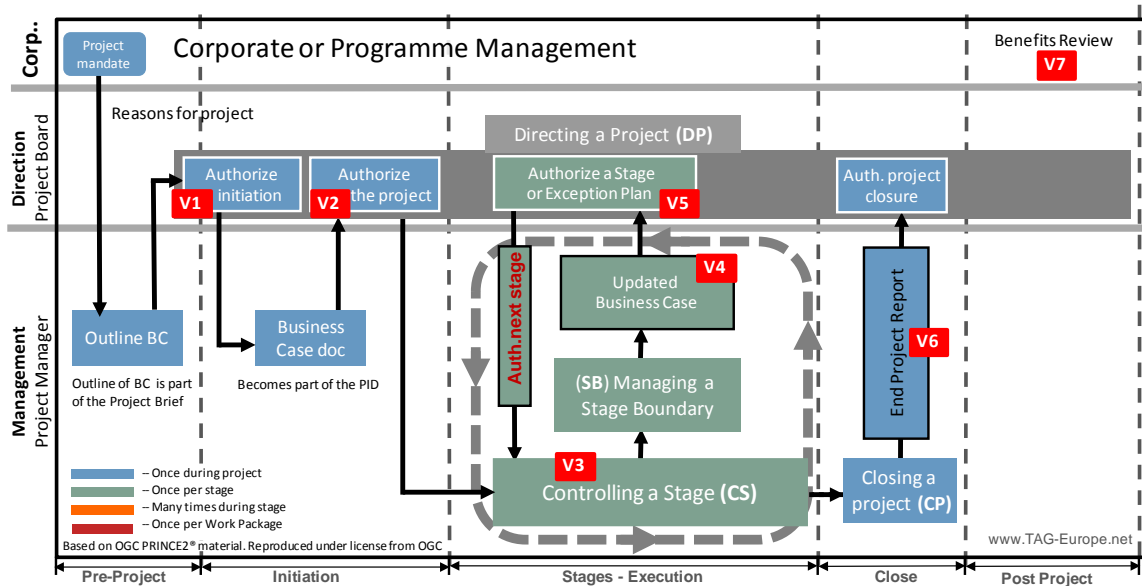 Corp..
Project
mandate
Corporate or Programme Management
Benefits Review
V7
Reasons for project
Direction
Project Board
Directing a Project (DP)
Authorize
initiation
V1
Authorize
the project
V2
Authorize a Stage
or Exception Plan
V5
Auth. project
closure
Management
Project Manager
Outline BC
Outline of BC is part
of the Project Brief
Business
Case doc
Becomes part of the PID
Auth.next stage
Updated
Business Case
V4
(SB) Managing a
Stage Boundary
V3
Controlling a Stage (CS)
End Project Report
V6
Closing a
project (CP)
-- Once during project
-- Once per stage
-- Many times during stage
-- Once per Work Package
Based on OGC PRINCE2® material. Reproduced under license from OGC
www.TAG-Europe.net
Pre-Project
Initiation
Stages - Execution
Close
Post Project